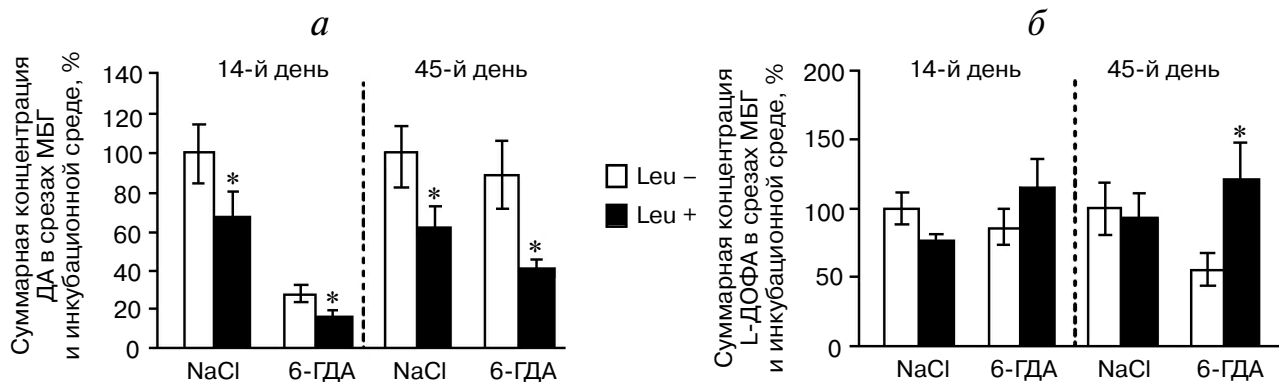 а
Суммарная концентрация
ДА в срезах МБГ
и инкубационной среде, %
140
120
100
80
60
40
20
0
14-й день
45-й день
*
*
*
*
NaCl
6-ГДА
NaCl
6-ГДА
Leu –
Leu +
б
Суммарная концентрация
L-ДОФА в срезах МБГ
и инкубационной среде, %
200
150
100
50
0
14-й день
45-й день
*
NaCl
6-ГДА
NaCl
6-ГДА